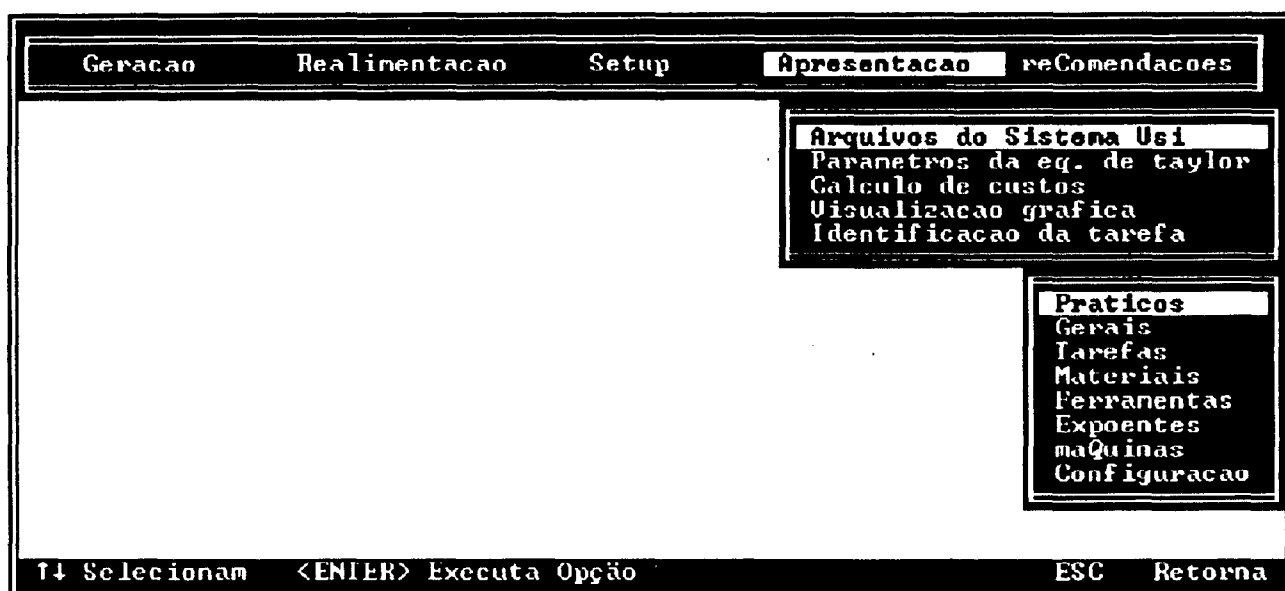 Geracao Realimentacao Setup Apresentacao reComendacoes
Arquivos do Sistema Usi
Parametros da eq. de taylor
Calculo de custos
Visualizacao grafica
Identificacao da tarefa
Praticos
Gerais
Tarefas
Materiais
Ferramentas
Expoentes
maQuinas
Configuracao
↑↓ Selecionam <ENTER> Executa Opção ESC Retorna